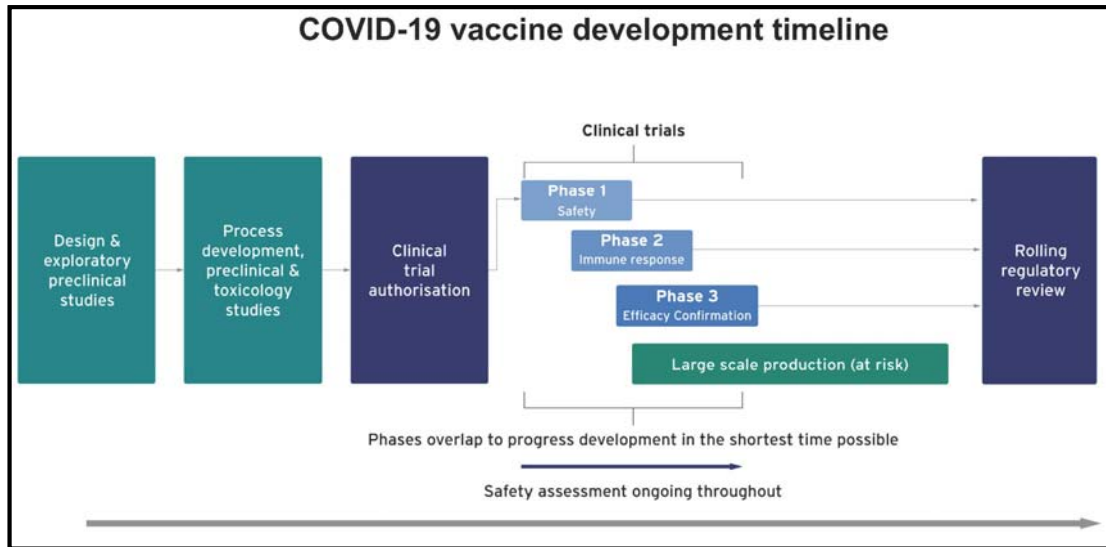 COVID-19 vaccine development timeline
Clinical trials
Design &
exploratory
preclinical
studies
Process
development,
preclinical &
toxicology
studies
Clinical
trial
authorisation
Phase 1
Safety
Phase 2
Immune response
Phase 3
Efficacy Confirmation
Large scale production (at risk)
Rolling
regulatory
review
Phases overlap to progress development in the shortest time possible
Safety assessment ongoing throughout